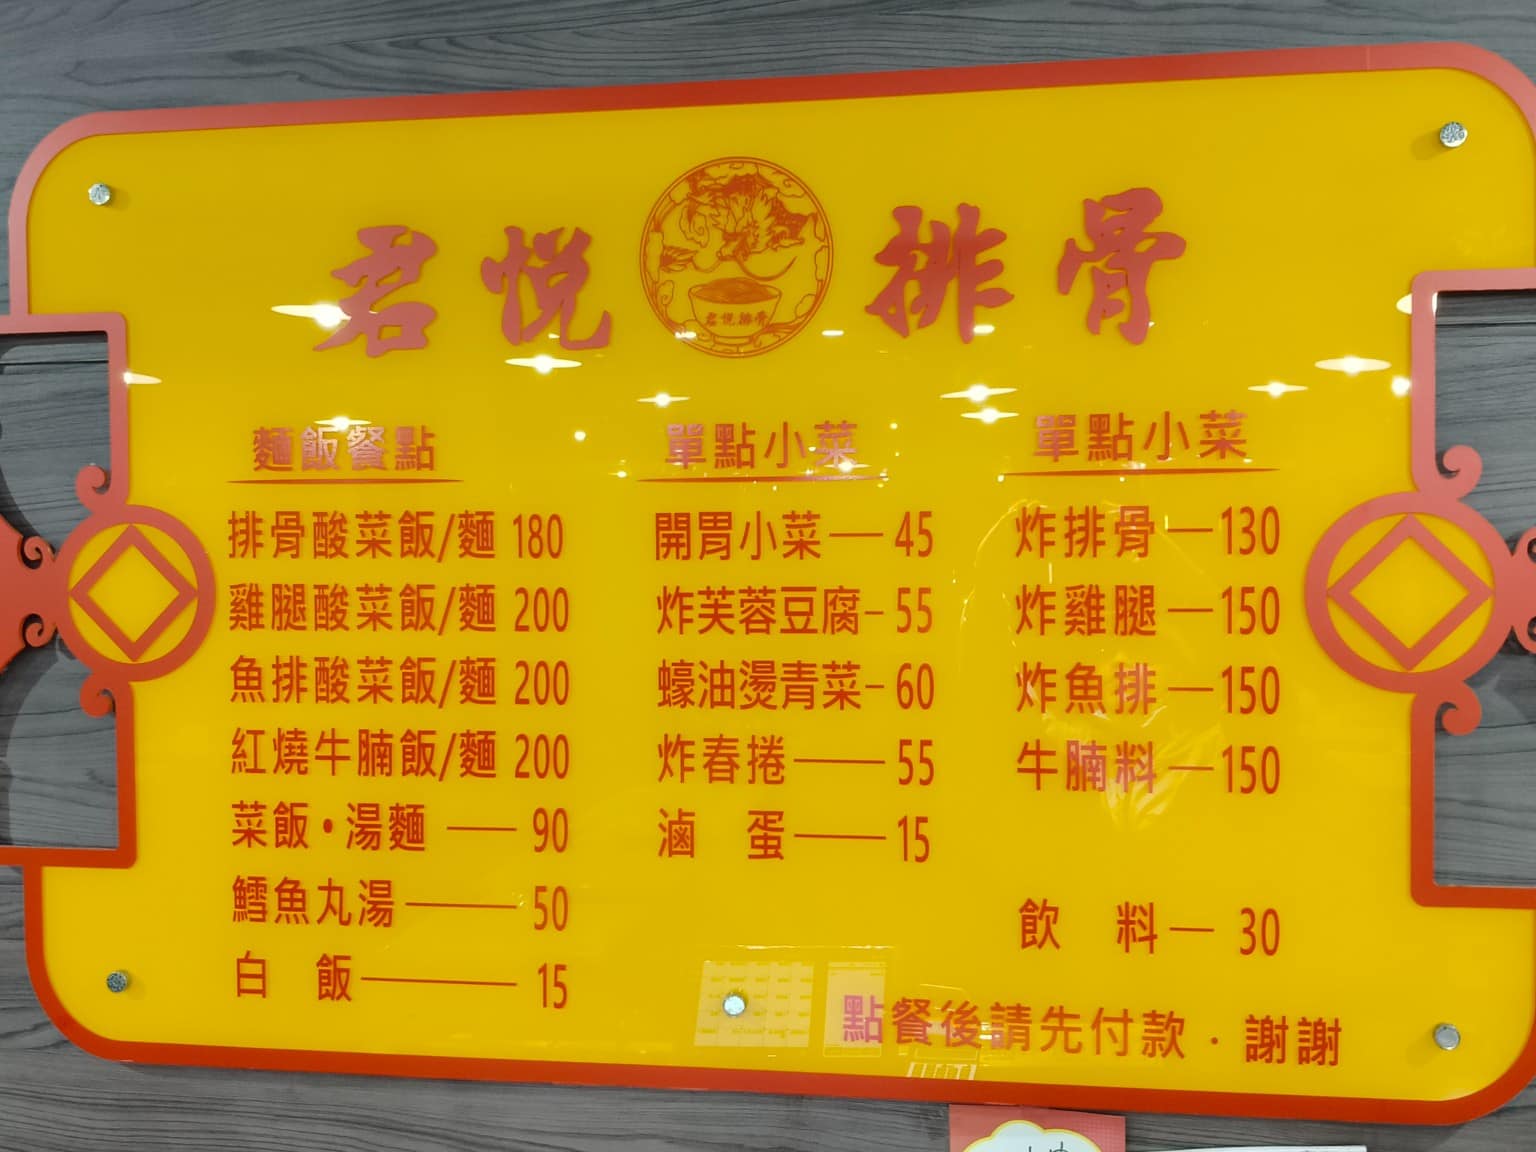 君悅排骨
君悅排骨
麵飯餐點
排骨酸菜飯/麵 180
雞腿酸菜飯/麵 200
魚排酸菜飯/麵 200
紅燒牛腩飯/麵 200
菜飯•湯麵 — 90
鱈魚丸湯 — 50
白 飯 — 15
單點小菜
開胃小菜 — 45
炸芙蓉豆腐 - 55
蠔油燙青菜 - 60
炸春捲 — 55
滷 蛋 — 15
單點小菜
炸排骨 — 130
炸雞腿 — 150
炸魚排 — 150
牛腩料 — 150
飲 料 — 30
點餐後請先付款 · 謝謝